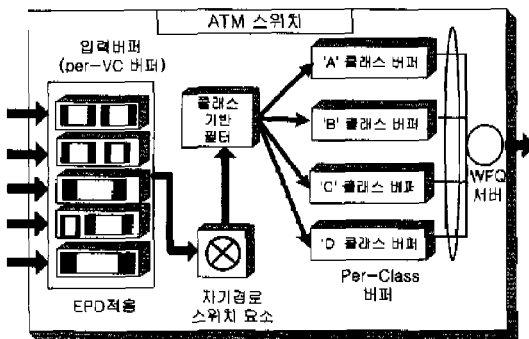 ATM 스위치
입력버퍼
(per-VC 버퍼)
EPD적용
클래스
기반
필터
자기경로
스위치 요소
'A' 클래스 버퍼
'B' 클래스 버퍼
'C' 클래스 버퍼
'D 클래스 버퍼
Per-Class
버퍼
WFQ
서버